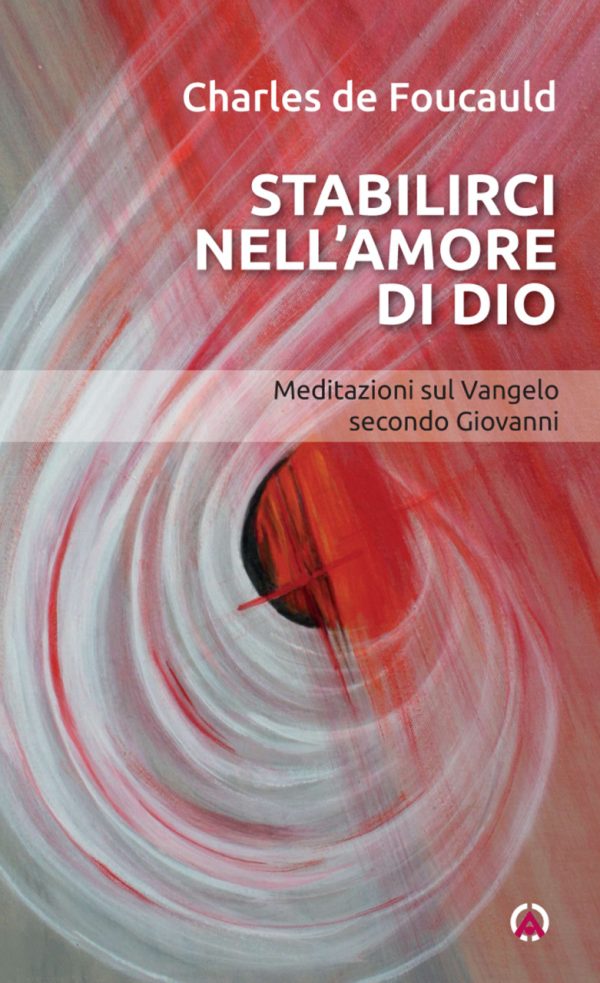 Charles de Foucauld
STABILIRCI
NELL'AMORE
DI DIO
Meditazioni sul Vangelo
secondo Giovanni